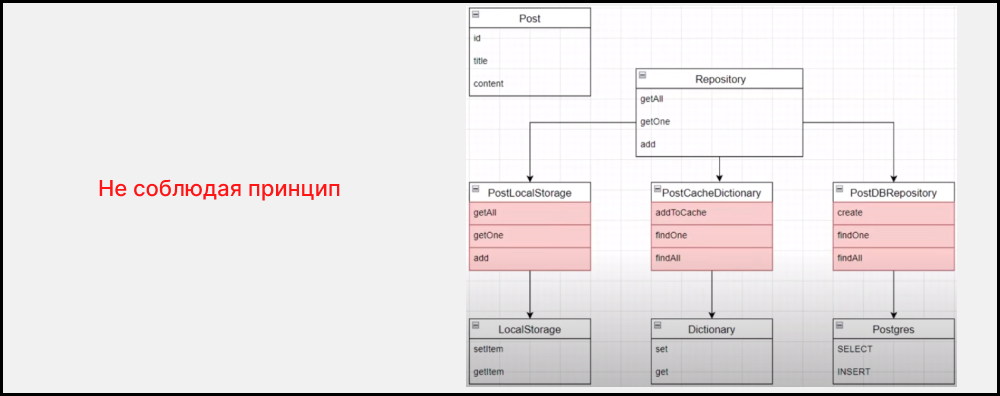 Не соблюдая принцип
Post
id
title
content
Repository
getAll
getOne
add
PostLocalStorage
getAll
getOne
add
PostCacheDictionary
addToCache
findOne
findAll
PostDBRepository
create
findOne
findAll
LocalStorage
setItem
getItem
Dictionary
set
get
Postgres
SELECT
INSERT